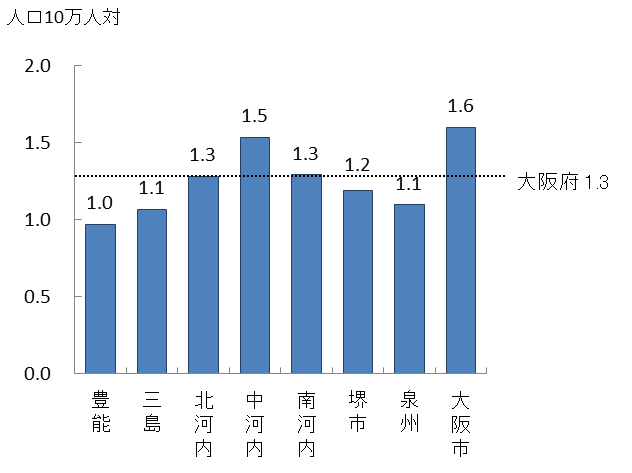 人口10万人対
2.0
1.5
1.0
0.5
0.0
1.0
1.1
1.3
1.5
1.3
1.2
1.1
1.6
大阪府 1.3
豊能
三島
北河内
中河内
南河内
堺市
泉州
大阪市